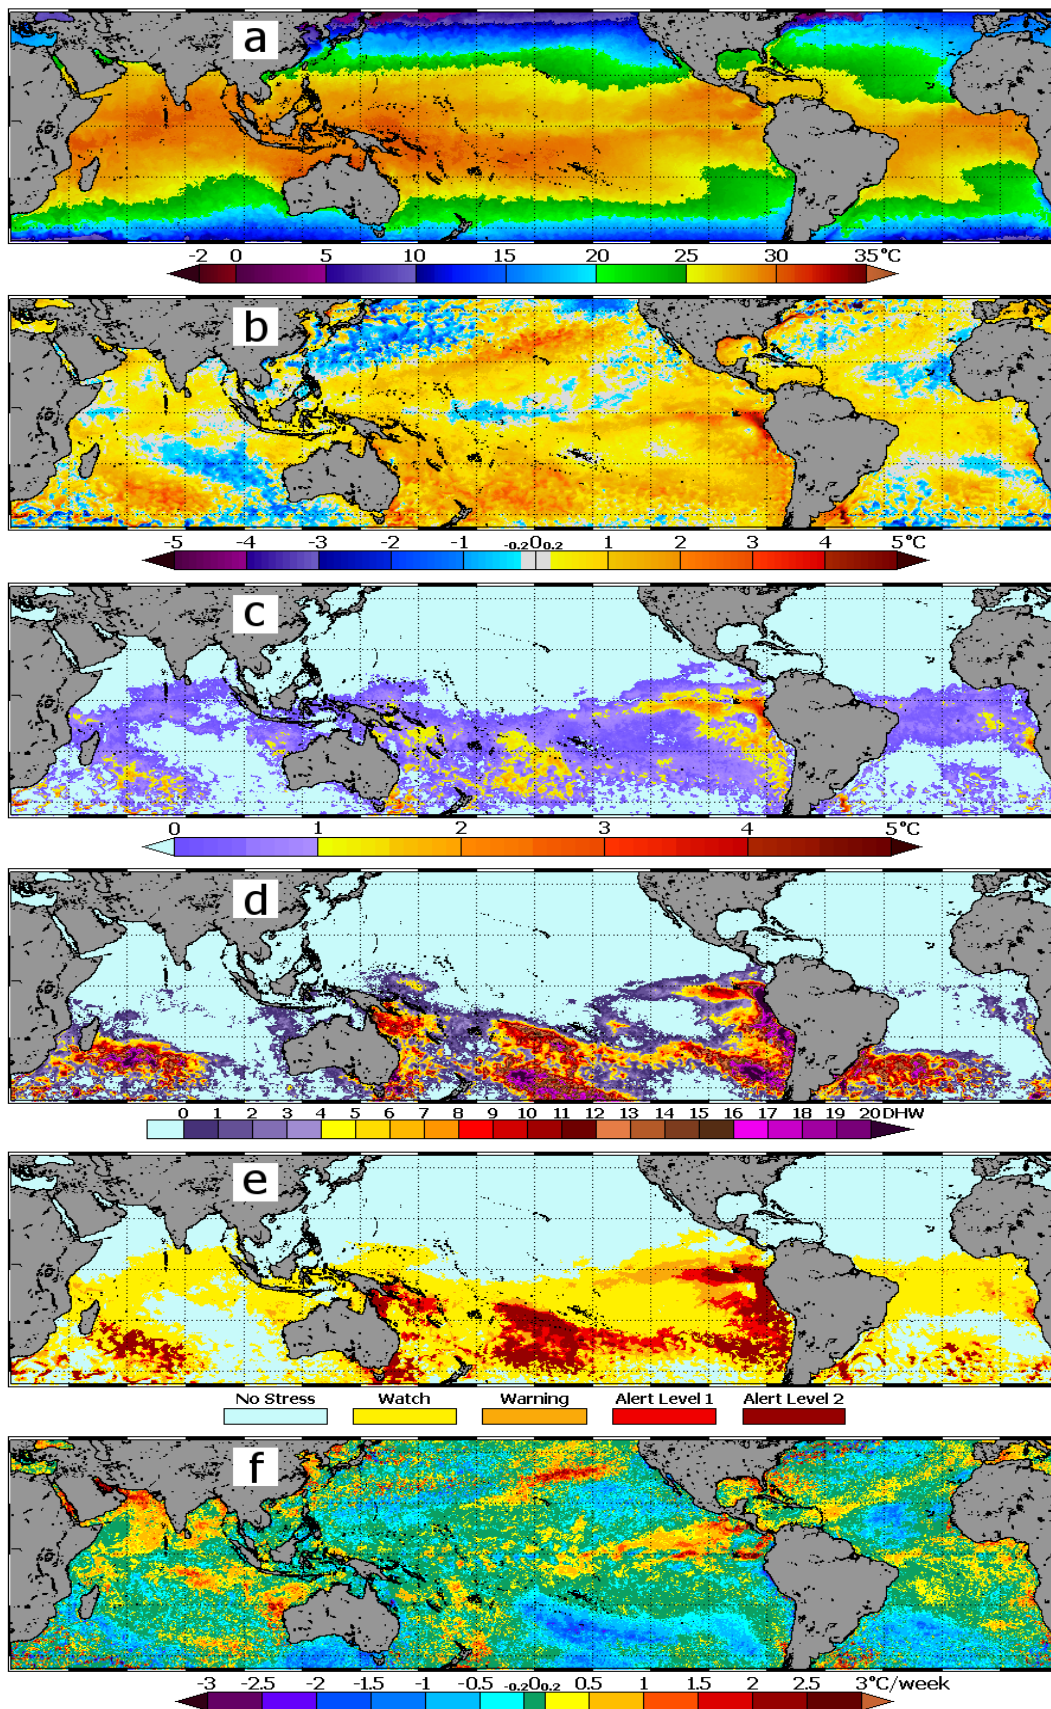 a
-2 0 5 10 15 20 25 30 35°C
b
-5 -4 -3 -2 -1 -0.2 0 0.2 1 2 3 4 5°C
c
0 1 2 3 4 5°C
d
0 1 2 3 4 5 6 7 8 9 10 11 12 13 14 15 16 17 18 19 20 DHW
e
No Stress Watch Warning Alert Level 1 Alert Level 2
f
-3 -2.5 -2 -1.5 -1 -0.5 -0.2 0 0.2 0.5 1 1.5 2 2.5 3°C/week